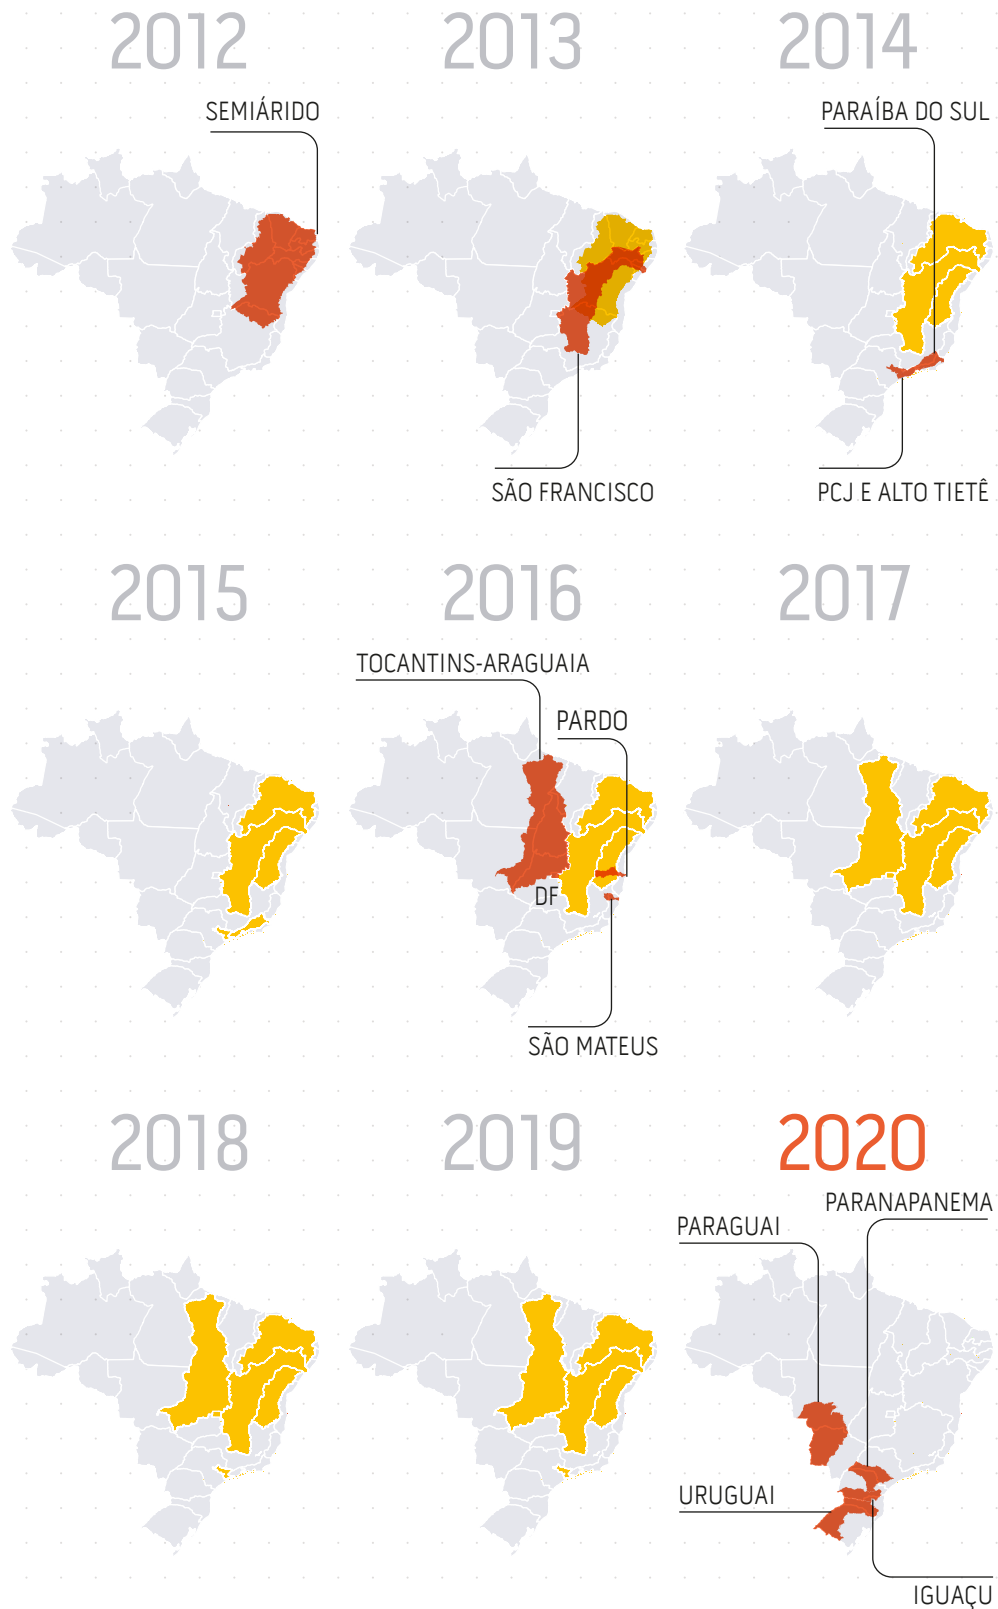 2012
2013
2014
SEMIÁRIDO
PARAÍBA DO SUL
SÃO FRANCISCO
PCJ E ALTO TIETÊ
2015
2016
2017
TOCANTINS-ARAGUAIA
PARDO
DF
SÃO MATEUS
2018
2019
2020
PARANAPANEMA
PARAGUAI
URUGUAI
IGUAÇU